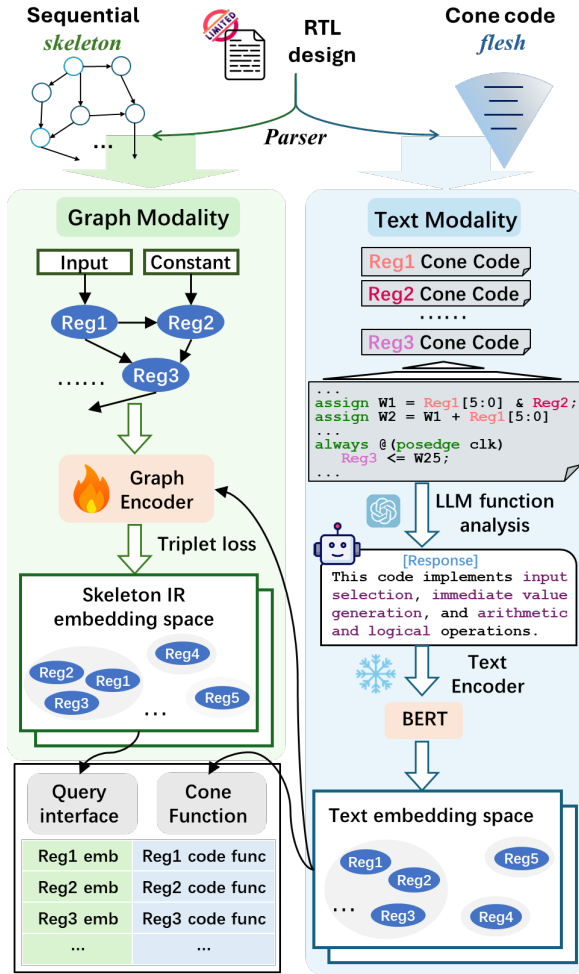 Sequential
skeleton
LIMITED
RTL
design
Cone code
flesh
...
Parser
Graph Modality
Input
Constant
Reg1
Reg2
Reg3
......
Graph
Encoder
Triplet loss
Skeleton IR
embedding space
Reg4
Reg2
Reg1
Reg3
Reg5
...
Query
interface
Cone
Function
Reg1 emb
Reg1 code func
Reg2 emb
Reg2 code func
Reg3 emb
Reg3 code func
...
...
Text Modality
Reg1 Cone Code
Reg2 Cone Code
......
Reg3 Cone Code
...
assign W1 = Reg1[5:0] & Reg2;
assign W2 = W1 + Reg1[5:0]
...
always @(posedge clk)
Reg3 <= W25;
...
LLM function
analysis
[Response]
This code implements input
selection, immediate value
generation, and arithmetic
and logical operations.
Text
Encoder
BERT
Text embedding space
Reg1
Reg5
Reg2
...
Reg3
Reg4